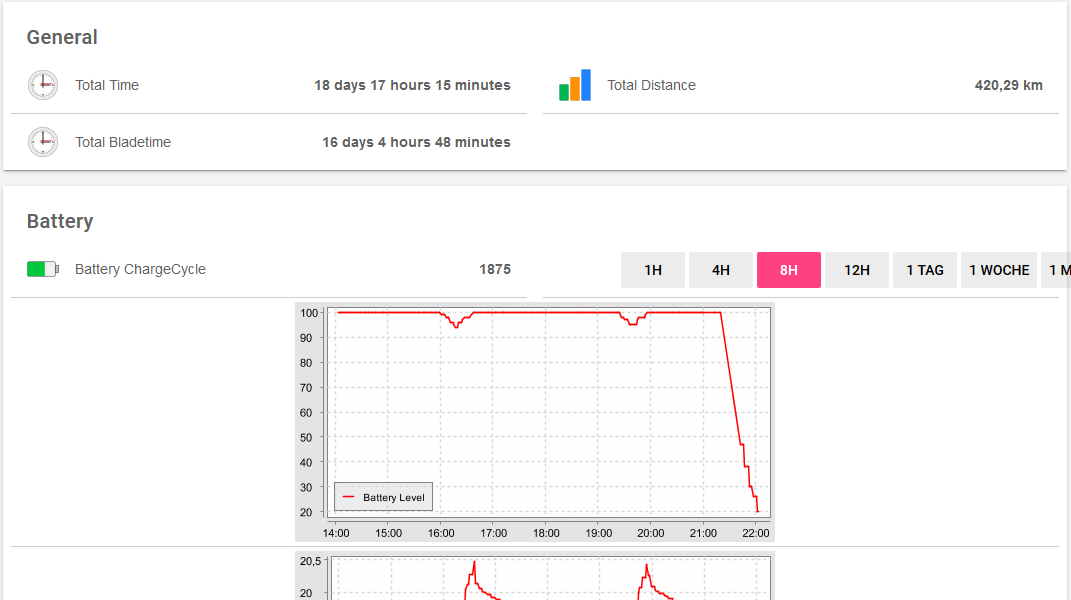 General
Total Time 18 days 17 hours 15 minutes
Total Distance 420,29 km
Total Bladetime 16 days 4 hours 48 minutes
Battery
Battery ChargeCycle 1875
1H 4H 8H 12H 1 TAG 1 WOCHE 1 M
100
90
80
70
60
50
40
30
20
Battery Level
14:00 15:00 16:00 17:00 18:00 19:00 20:00 21:00 22:00
20,5
20